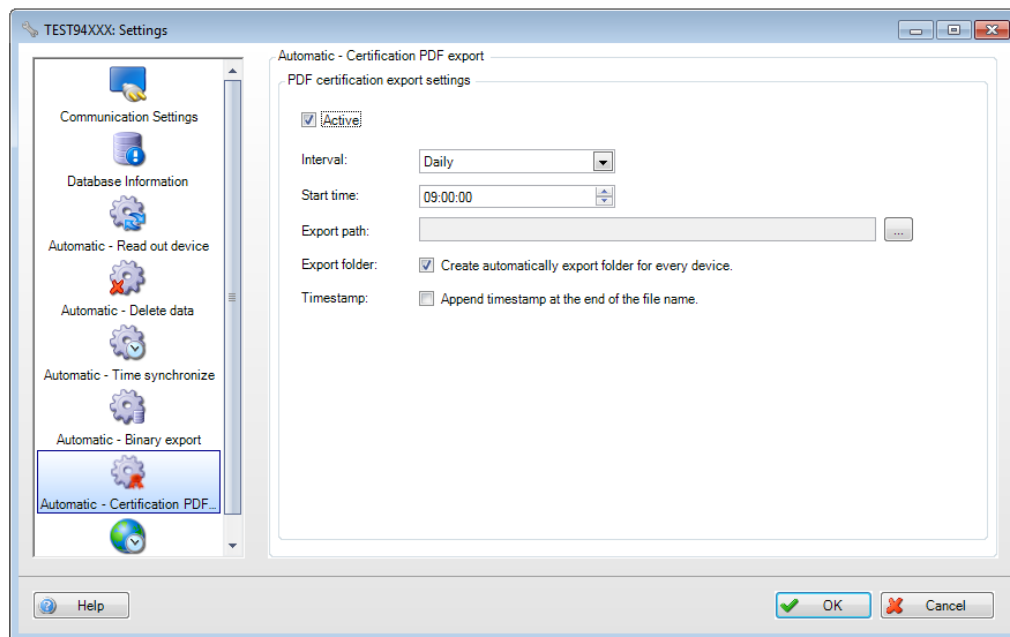 TEST94XXX: Settings
Communication Settings
Database Information
Automatic - Read out device
Automatic - Delete data
Automatic - Time synchronize
Automatic - Binary export
Automatic - Certification PDF...
Automatic - Certification PDF export
PDF certification export settings
Active
Interval: Daily
Start time: 09:00:00
Export path: ...
Export folder: Create automatically export folder for every device.
Timestamp: Append timestamp at the end of the file name.
Help OK Cancel